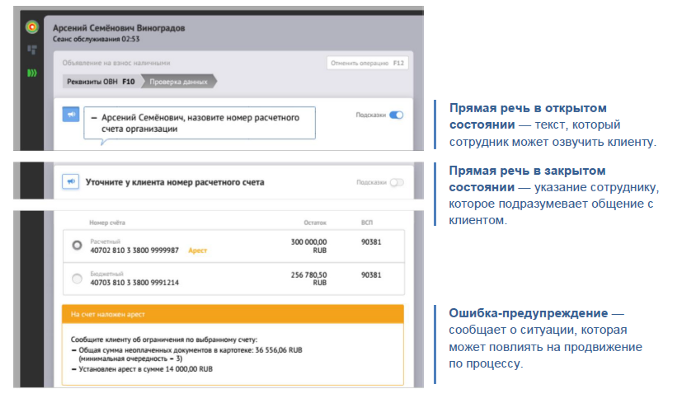 Арсений Семёнович Виноградов
Сеанс обслуживания 02:53
Объявление на взнос наличными
Отменить операцию F12
Реквизиты ОВН F10 Проверка данных
— Арсений Семёнович, назовите номер расчетного
счета организации
Подсказки
Прямая речь в открытом
состоянии — текст, который
сотрудник может озвучить клиенту.
Уточните у клиента номер расчетного счета
Подсказки
Прямая речь в закрытом
состоянии — указание сотруднику,
которое подразумевает общение с
клиентом.
Номер счёта Остаток ВСП
Расчетный
40702 810 3 3800 9999987 Арест
300 000,00
RUB
90381
Бюджетный
40703 810 3 3800 9991214
256 780,50
RUB
90381
На счет наложен арест
Сообщите клиенту об ограничения по выбранному счету:
— Общая сумма неоплаченных документов в картотеке: 36 556,06 RUB
(минимальная очередность = 3)
— Установлен арест в сумме 14 000,00 RUB
Ошибка-предупреждение —
сообщает о ситуации, которая
может повлиять на продвижение
по процессу.